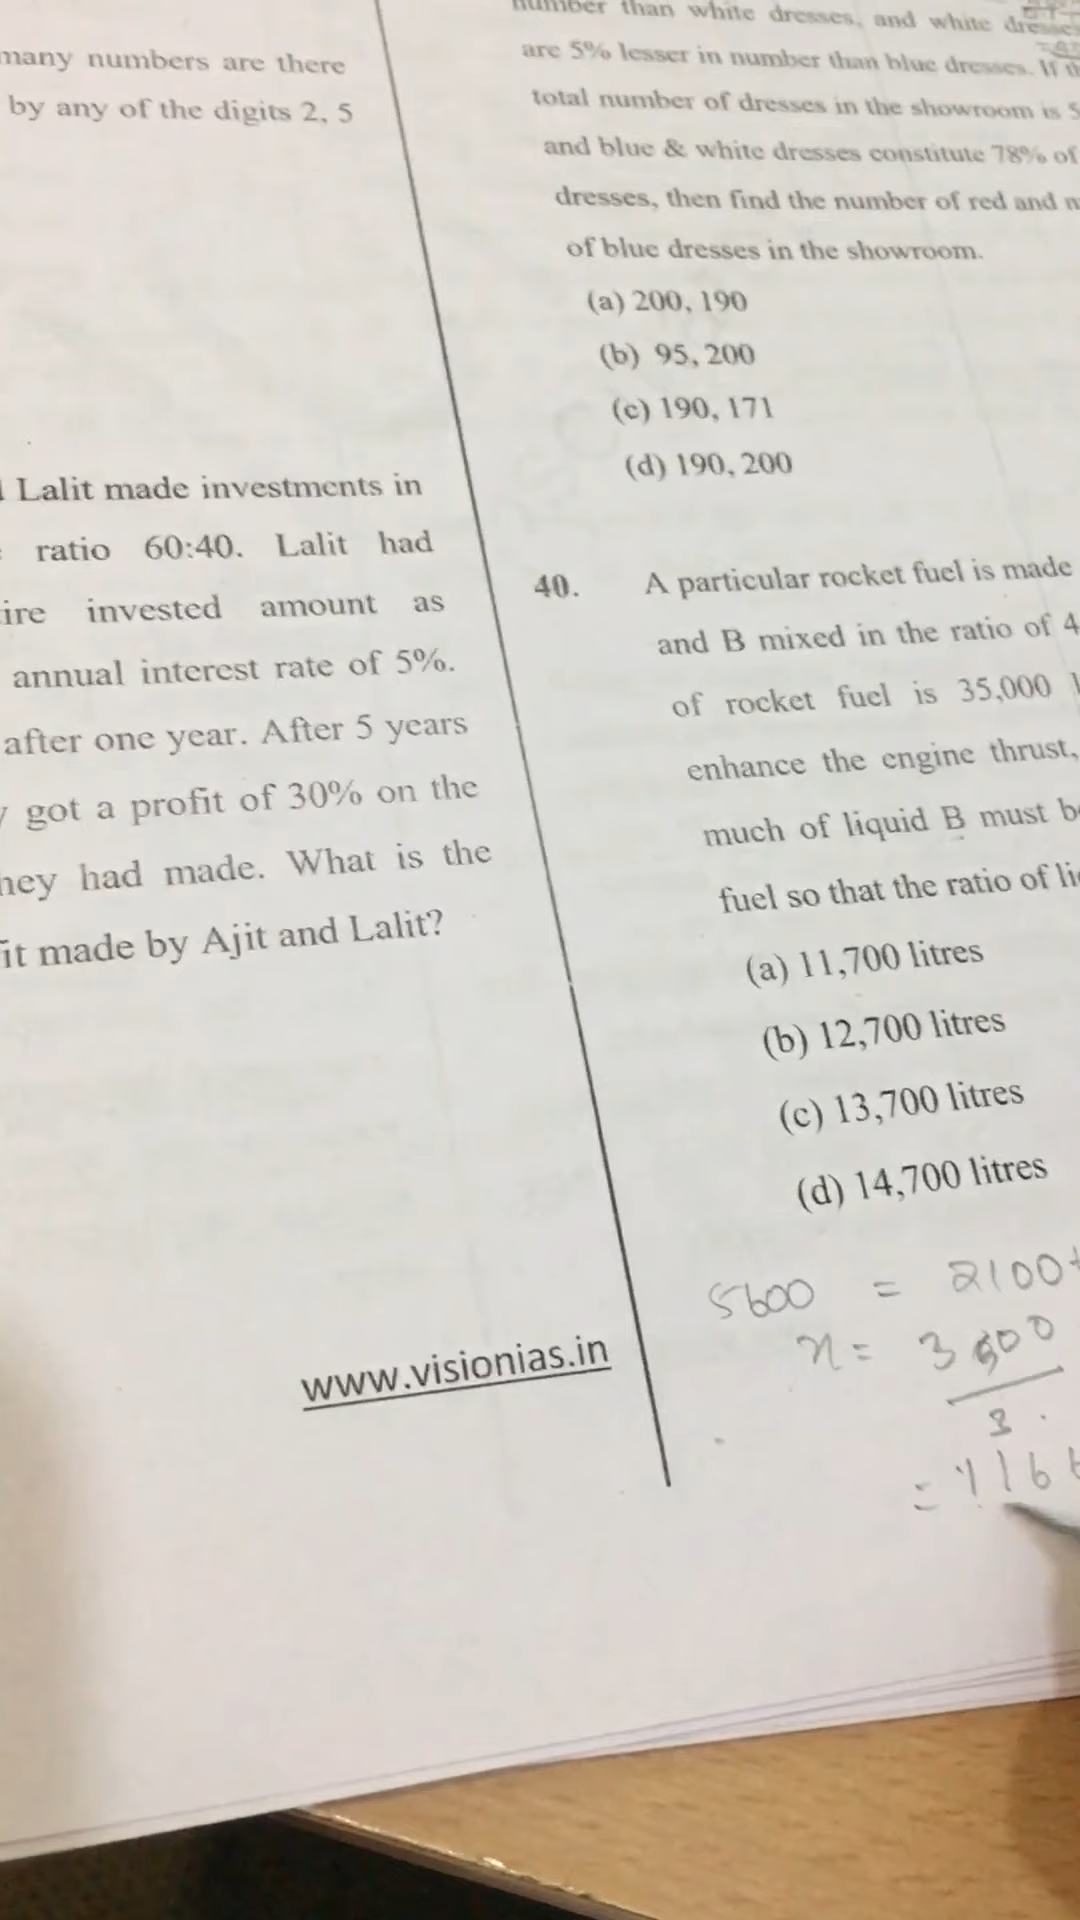 many numbers are there
by any of the digits 2, 5
Lalit made investments in
ratio 60:40. Lalit had
invested amount as
annual interest rate of 5%.
after one year. After 5 years
got a profit of 30% on the
had made. What is the
made by Ajit and Lalit?
www.visionias.in
number than white dresses, and white dresses
are 5% lesser in number than blue dresses. If
total number of dresses in the showroom is
and blue & white dresses constitute 78% of
dresses, then find the number of red and
of blue dresses in the showroom.
(a) 200, 190
(b) 95, 200
(c) 190, 171
(d) 190, 200
40. A particular rocket fuel is made
and B mixed in the ratio of 4
of rocket fuel is 35,000
enhance the engine thrust,
much of liquid B must
fuel so that the ratio of
(a) 11,700 litres
(b) 12,700 litres
(c) 13,700 litres
(d) 14,700 litres
5600 = 2100+
= 1166